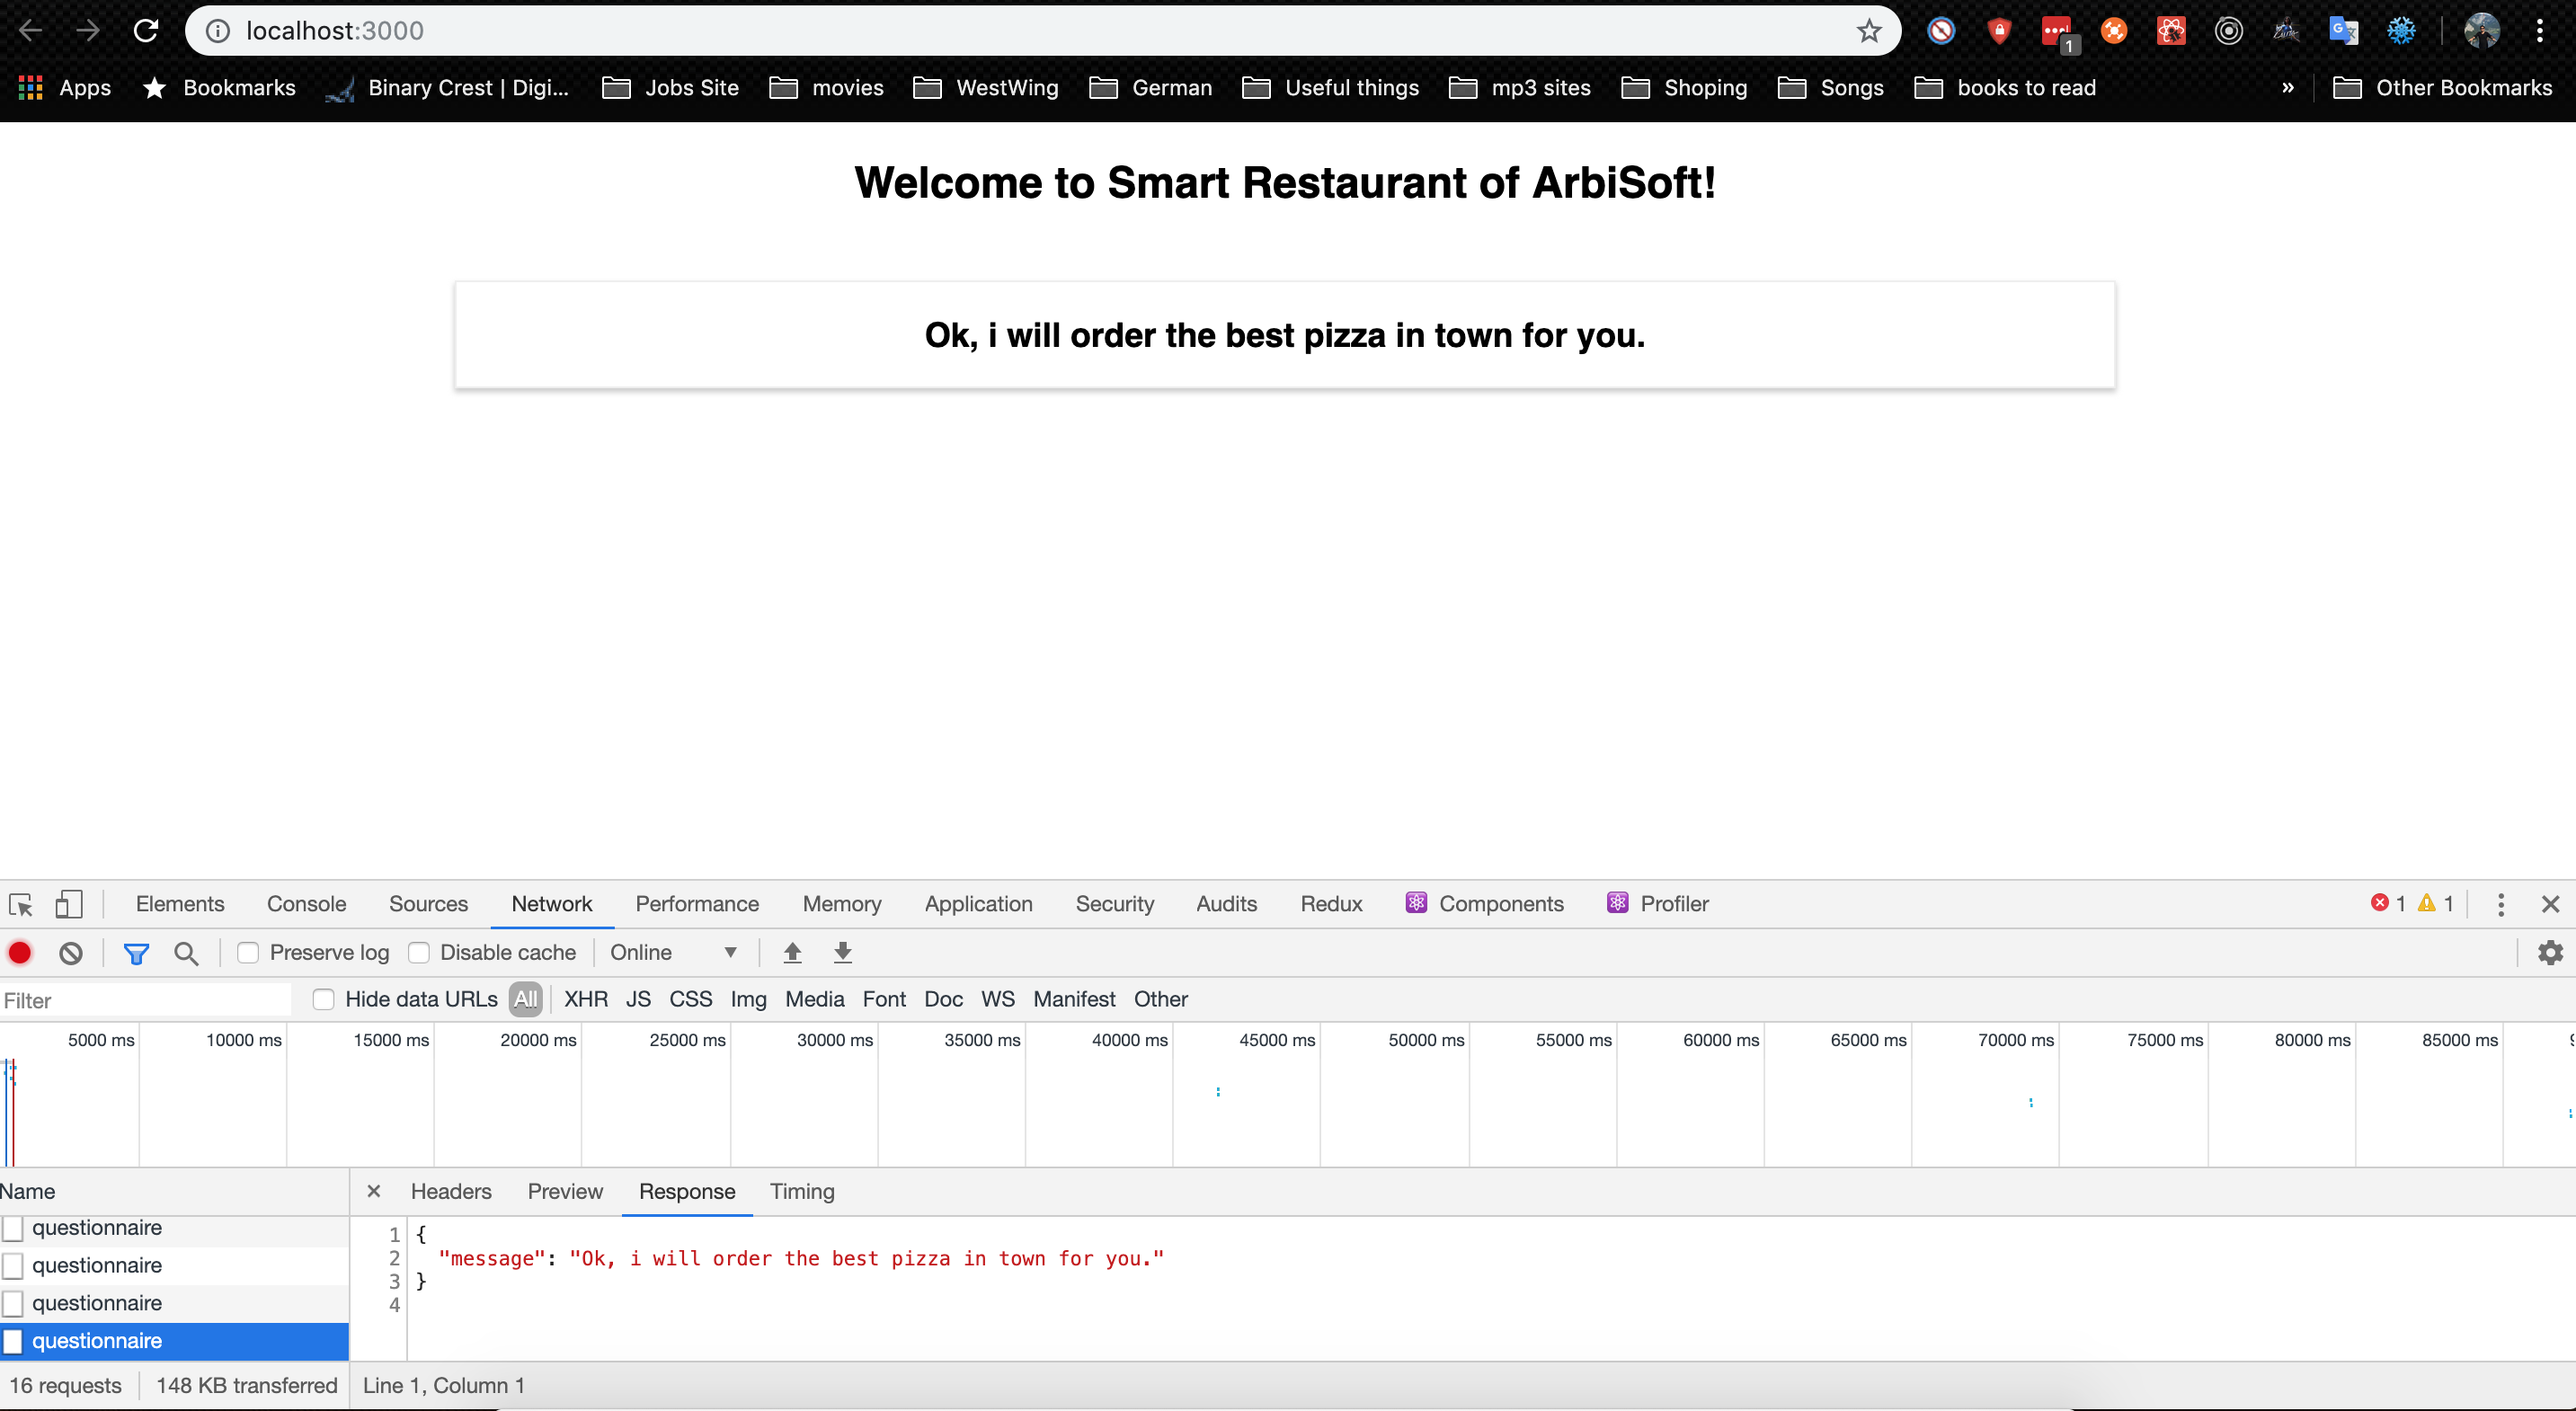 localhost:3000
1
Apps Bookmarks Binary Crest | Digi... Jobs Site movies WestWing German Useful things mp3 sites Shoping Songs books to read » Other Bookmarks
Welcome to Smart Restaurant of ArbiSoft!
Ok, i will order the best pizza in town for you.
Elements Console Sources Network Performance Memory Application Security Audits Redux Components Profiler 1 1
Preserve log Disable cache Online
Filter Hide data URLs All XHR JS CSS Img Media Font Doc WS Manifest Other
5000 ms 10000 ms 15000 ms 20000 ms 25000 ms 30000 ms 35000 ms 40000 ms 45000 ms 50000 ms 55000 ms 60000 ms 65000 ms 70000 ms 75000 ms 80000 ms 85000 ms
Name × Headers Preview Response Timing
questionnaire
questionnaire
questionnaire
questionnaire
1 {
2 "message": "Ok, i will order the best pizza in town for you."
3 }
4
16 requests 148 KB transferred Line 1, Column 1